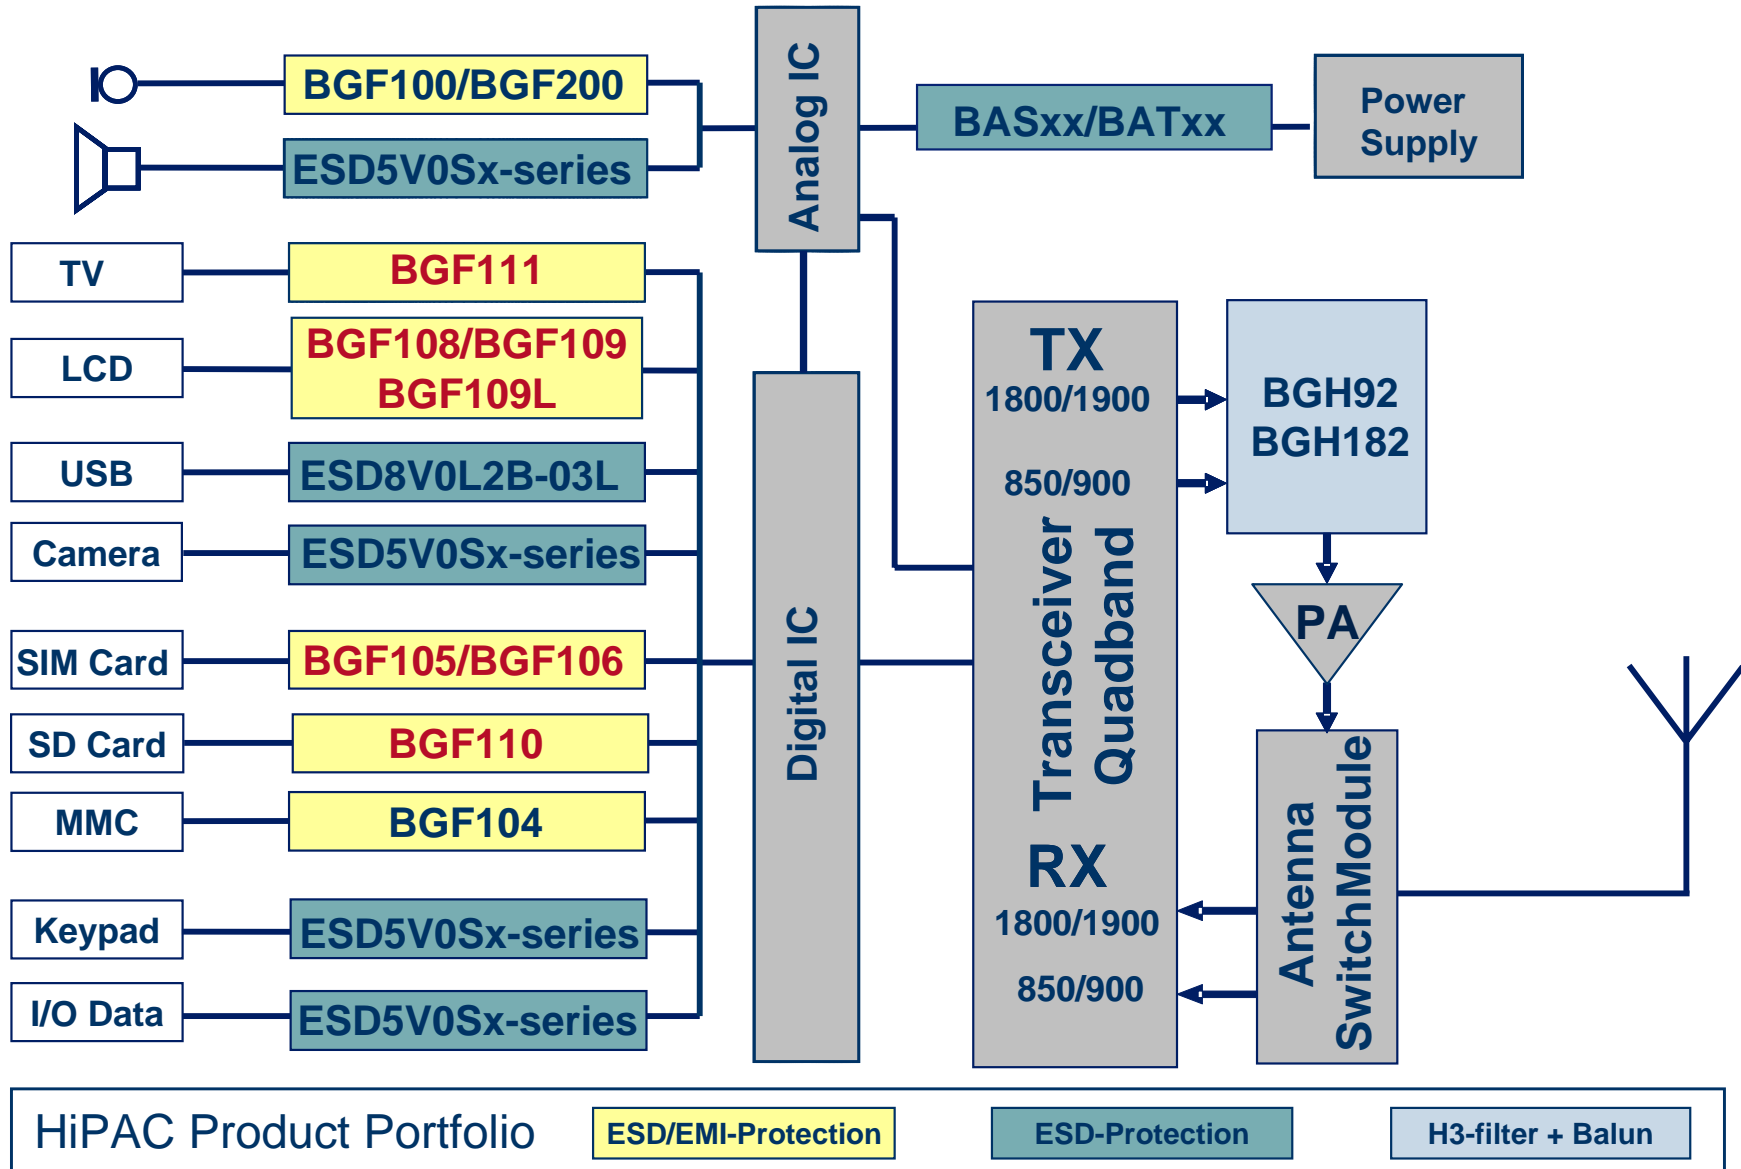 BGF100/BGF200
ESD5V0Sx-series
Analog IC
BASxx/BATxx
Power
Supply
TV
BGF111
LCD
BGF108/BGF109
BGF109L
USB
ESD8V0L2B-03L
Camera
ESD5V0Sx-series
SIM Card
BGF105/BGF106
SD Card
BGF110
MMC
BGF104
Keypad
ESD5V0Sx-series
I/O Data
ESD5V0Sx-series
Digital IC
TX
1800/1900
850/900
Transceiver
Quadband
RX
1800/1900
850/900
BGH92
BGH182
PA
Antenna
SwitchModule
HiPAC Product Portfolio
ESD/EMI-Protection
ESD-Protection
H3-filter + Balun